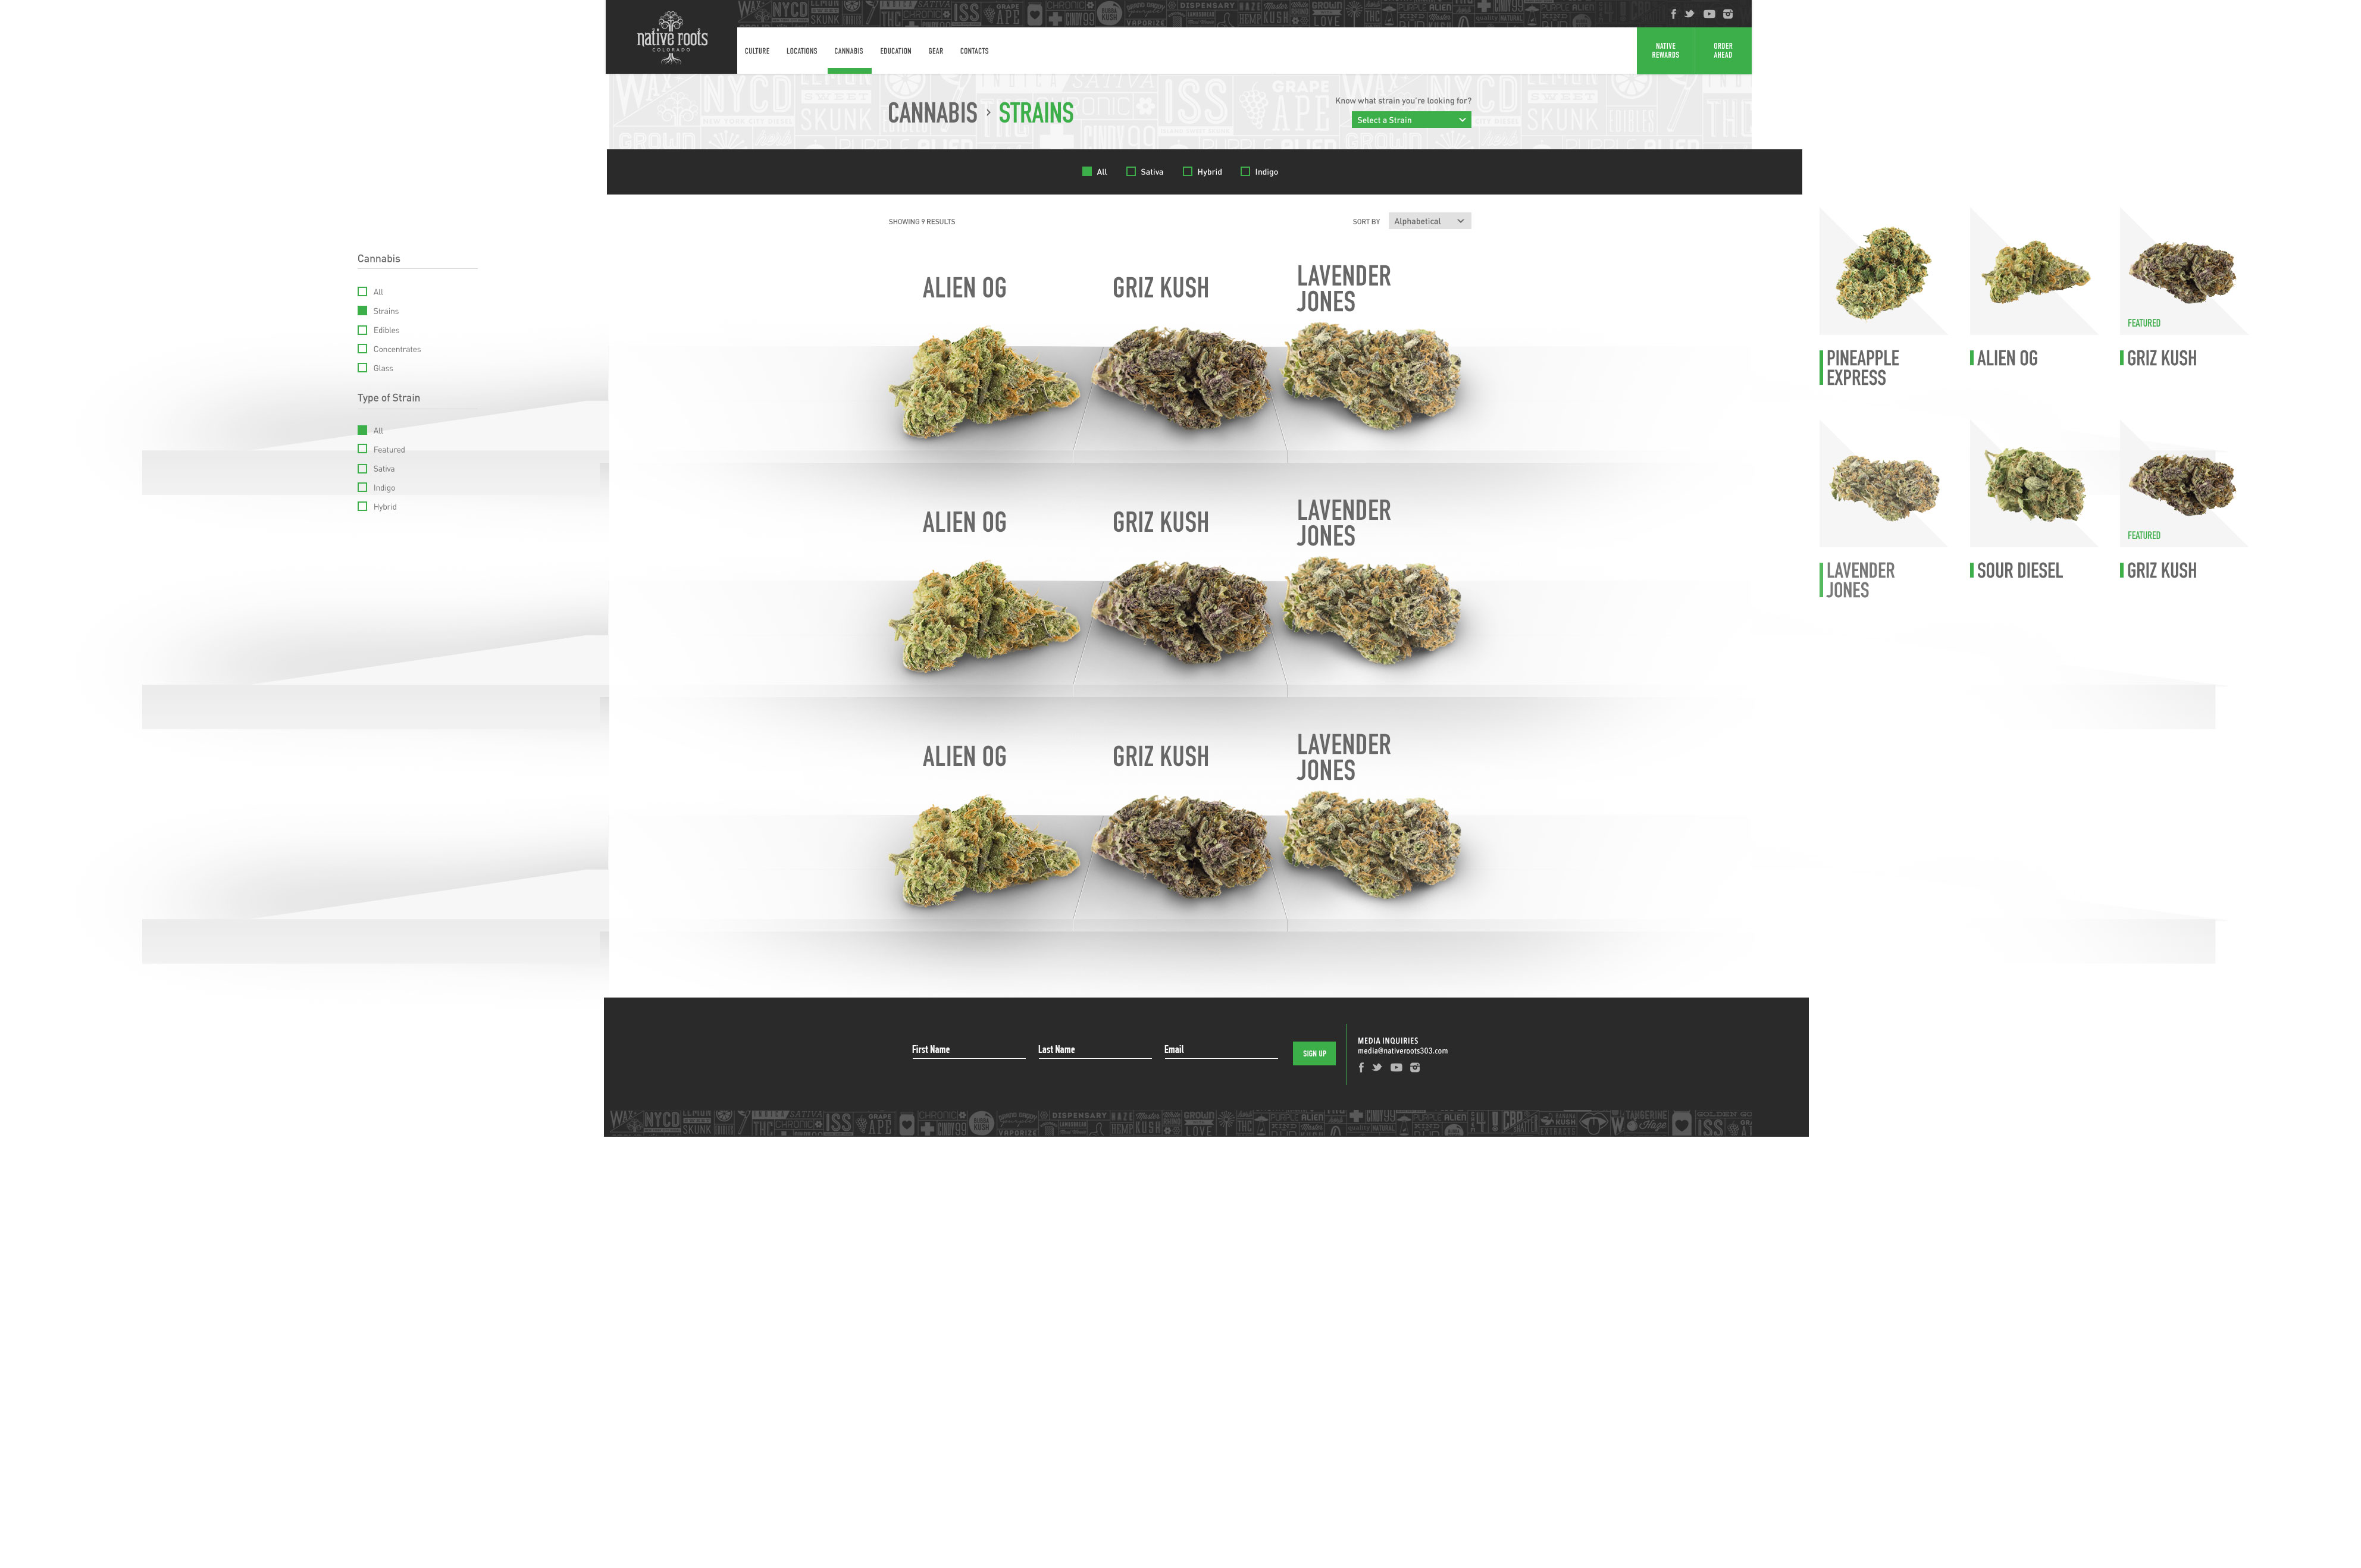 native roots
COLORADO
CULTURE
LOCATIONS
CANNABIS
EDUCATION
GEAR
CONTACTS
NATIVE
REWARDS
ORDER
AHEAD
CANNABIS › STRAINS
Know what strain you're looking for?
Select a Strain
All
Sativa
Hybrid
Indigo
SHOWING 9 RESULTS
SORT BY
Alphabetical
Cannabis
All
Strains
Edibles
Concentrates
Glass
Type of Strain
All
Featured
Sativa
Indigo
Hybrid
ALIEN OG
GRIZ KUSH
LAVENDER
JONES
ALIEN OG
GRIZ KUSH
LAVENDER
JONES
ALIEN OG
GRIZ KUSH
LAVENDER
JONES
FEATURED
PINEAPPLE
EXPRESS
ALIEN OG
GRIZ KUSH
FEATURED
LAVENDER
JONES
SOUR DIESEL
GRIZ KUSH
First Name
Last Name
Email
SIGN UP
MEDIA INQUIRIES
media@nativeroots303.com